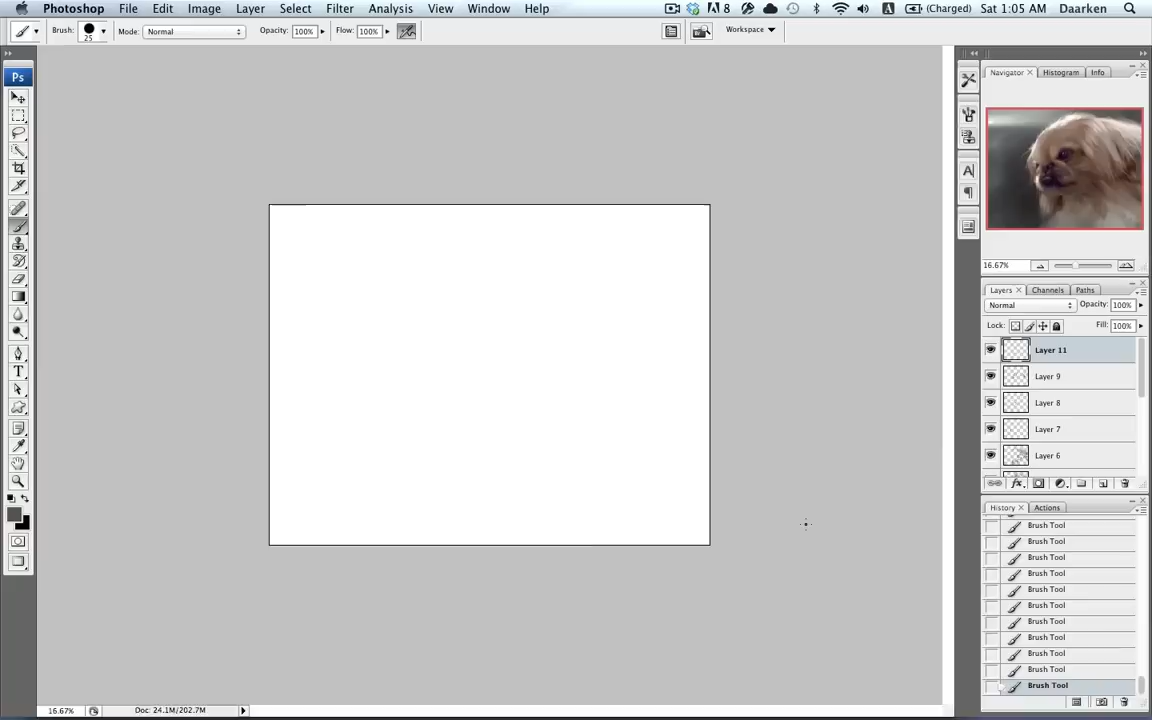 Photoshop File Edit Image Layer Select Filter Analysis View Window Help 8 (Charged) Sat 1:05 AM Daarken
Brush: 25 Mode: Normal Opacity: 100% Flow: 100% Workspace
Ps
Navigator Histogram Info
16.67%
Layers Channels Paths
Normal Opacity: 100%
Lock: Fill: 100%
Layer 11
Layer 9
Layer 8
Layer 7
Layer 6
History Actions
Brush Tool
Brush Tool
Brush Tool
Brush Tool
Brush Tool
Brush Tool
Brush Tool
Brush Tool
Brush Tool
Brush Tool
Brush Tool
16.67% Doc: 24.1M/202.7M